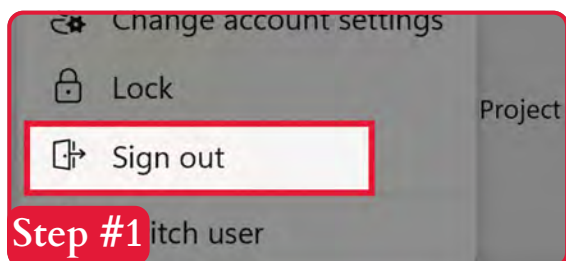 Change account settings
Lock
Project
Sign out
Step #1
itch user